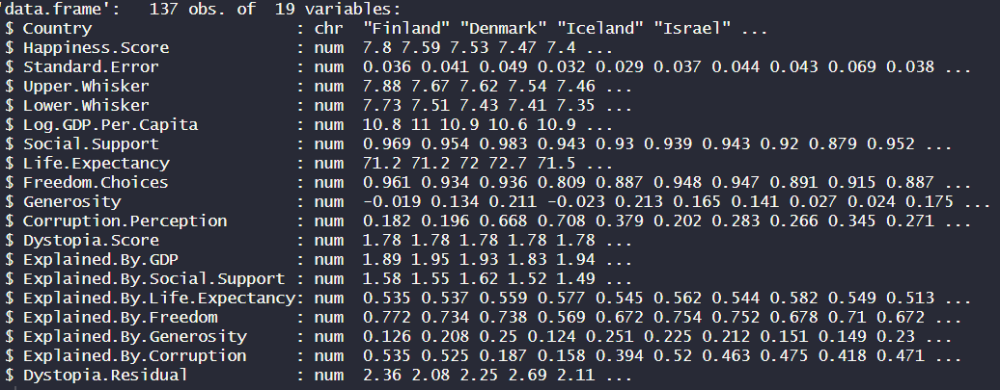 'data.frame':   137 obs. of  19 variables:
 $ Country                     : chr  "Finland" "Denmark" "Iceland" "Israel" ...
 $ Happiness.Score             : num  7.8 7.59 7.53 7.47 7.4 ...
 $ Standard.Error              : num  0.036 0.041 0.049 0.032 0.029 0.037 0.044 0.043 0.069 0.038 ...
 $ Upper.Whisker               : num  7.88 7.67 7.62 7.54 7.46 ...
 $ Lower.Whisker               : num  7.73 7.51 7.43 7.41 7.35 ...
 $ Log.GDP.Per.Capita          : num  10.8 11 10.9 10.6 10.9 ...
 $ Social.Support              : num  0.969 0.954 0.983 0.943 0.93 0.939 0.943 0.92 0.879 0.952 ...
 $ Life.Expectancy             : num  71.2 71.2 72 72.7 71.5 ...
 $ Freedom.Choices             : num  0.961 0.934 0.936 0.809 0.887 0.948 0.947 0.891 0.915 0.887 ...
 $ Generosity                  : num  -0.019 0.134 0.211 -0.023 0.213 0.165 0.141 0.027 0.024 0.175 ...
 $ Corruption.Perception       : num  0.182 0.196 0.668 0.708 0.379 0.202 0.283 0.266 0.345 0.271 ...
 $ Dystopia.Score              : num  1.78 1.78 1.78 1.78 1.78 ...
 $ Explained.By.GDP            : num  1.89 1.95 1.93 1.83 1.94 ...
 $ Explained.By.Social.Support : num  1.58 1.55 1.62 1.52 1.49 ...
 $ Explained.By.Life.Expectancy: num  0.535 0.537 0.559 0.577 0.545 0.562 0.544 0.582 0.549 0.513 ...
 $ Explained.By.Freedom        : num  0.772 0.734 0.738 0.569 0.672 0.754 0.752 0.678 0.71 0.672 ...
 $ Explained.By.Generosity     : num  0.126 0.208 0.25 0.124 0.251 0.225 0.212 0.151 0.149 0.23 ...
 $ Explained.By.Corruption     : num  0.535 0.525 0.187 0.158 0.394 0.52 0.463 0.475 0.418 0.471 ...
 $ Dystopia.Residual           : num  2.36 2.08 2.25 2.69 2.11 ...